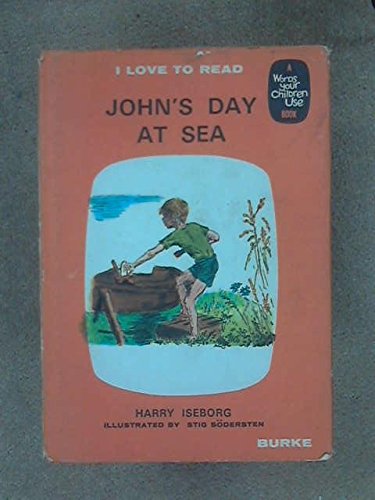 I LOVE TO READ
A
Words
your
Children
Use
BOOK
JOHN'S DAY
AT SEA
HARRY ISEBORG
ILLUSTRATED BY STIG SÖDERSTEN
BURKE